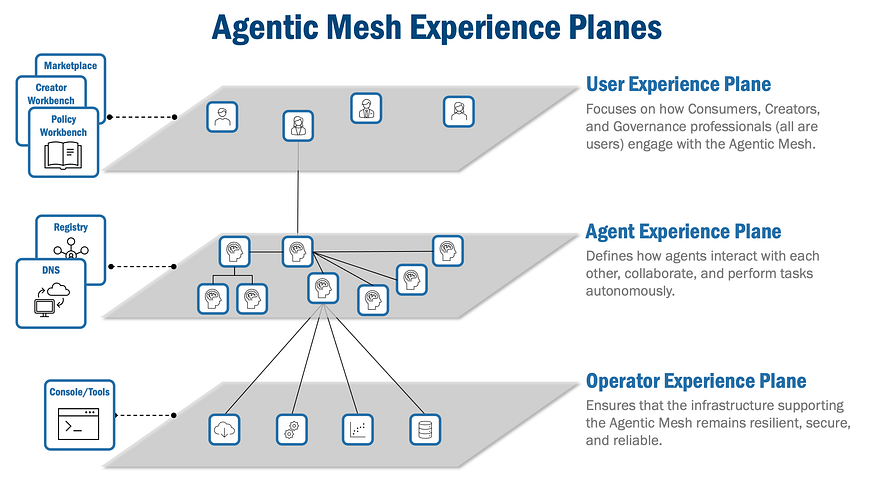 Agentic Mesh Experience Planes
Marketplace
Creator
Workbench
Policy
Workbench
User Experience Plane
Focuses on how Consumers, Creators,
and Governance professionals (all are
users) engage with the Agentic Mesh.
Registry
DNS
Agent Experience Plane
Defines how agents interact with each
other, collaborate, and perform tasks
autonomously.
Console/Tools
Operator Experience Plane
Ensures that the infrastructure supporting
the Agentic Mesh remains resilient, secure,
and reliable.